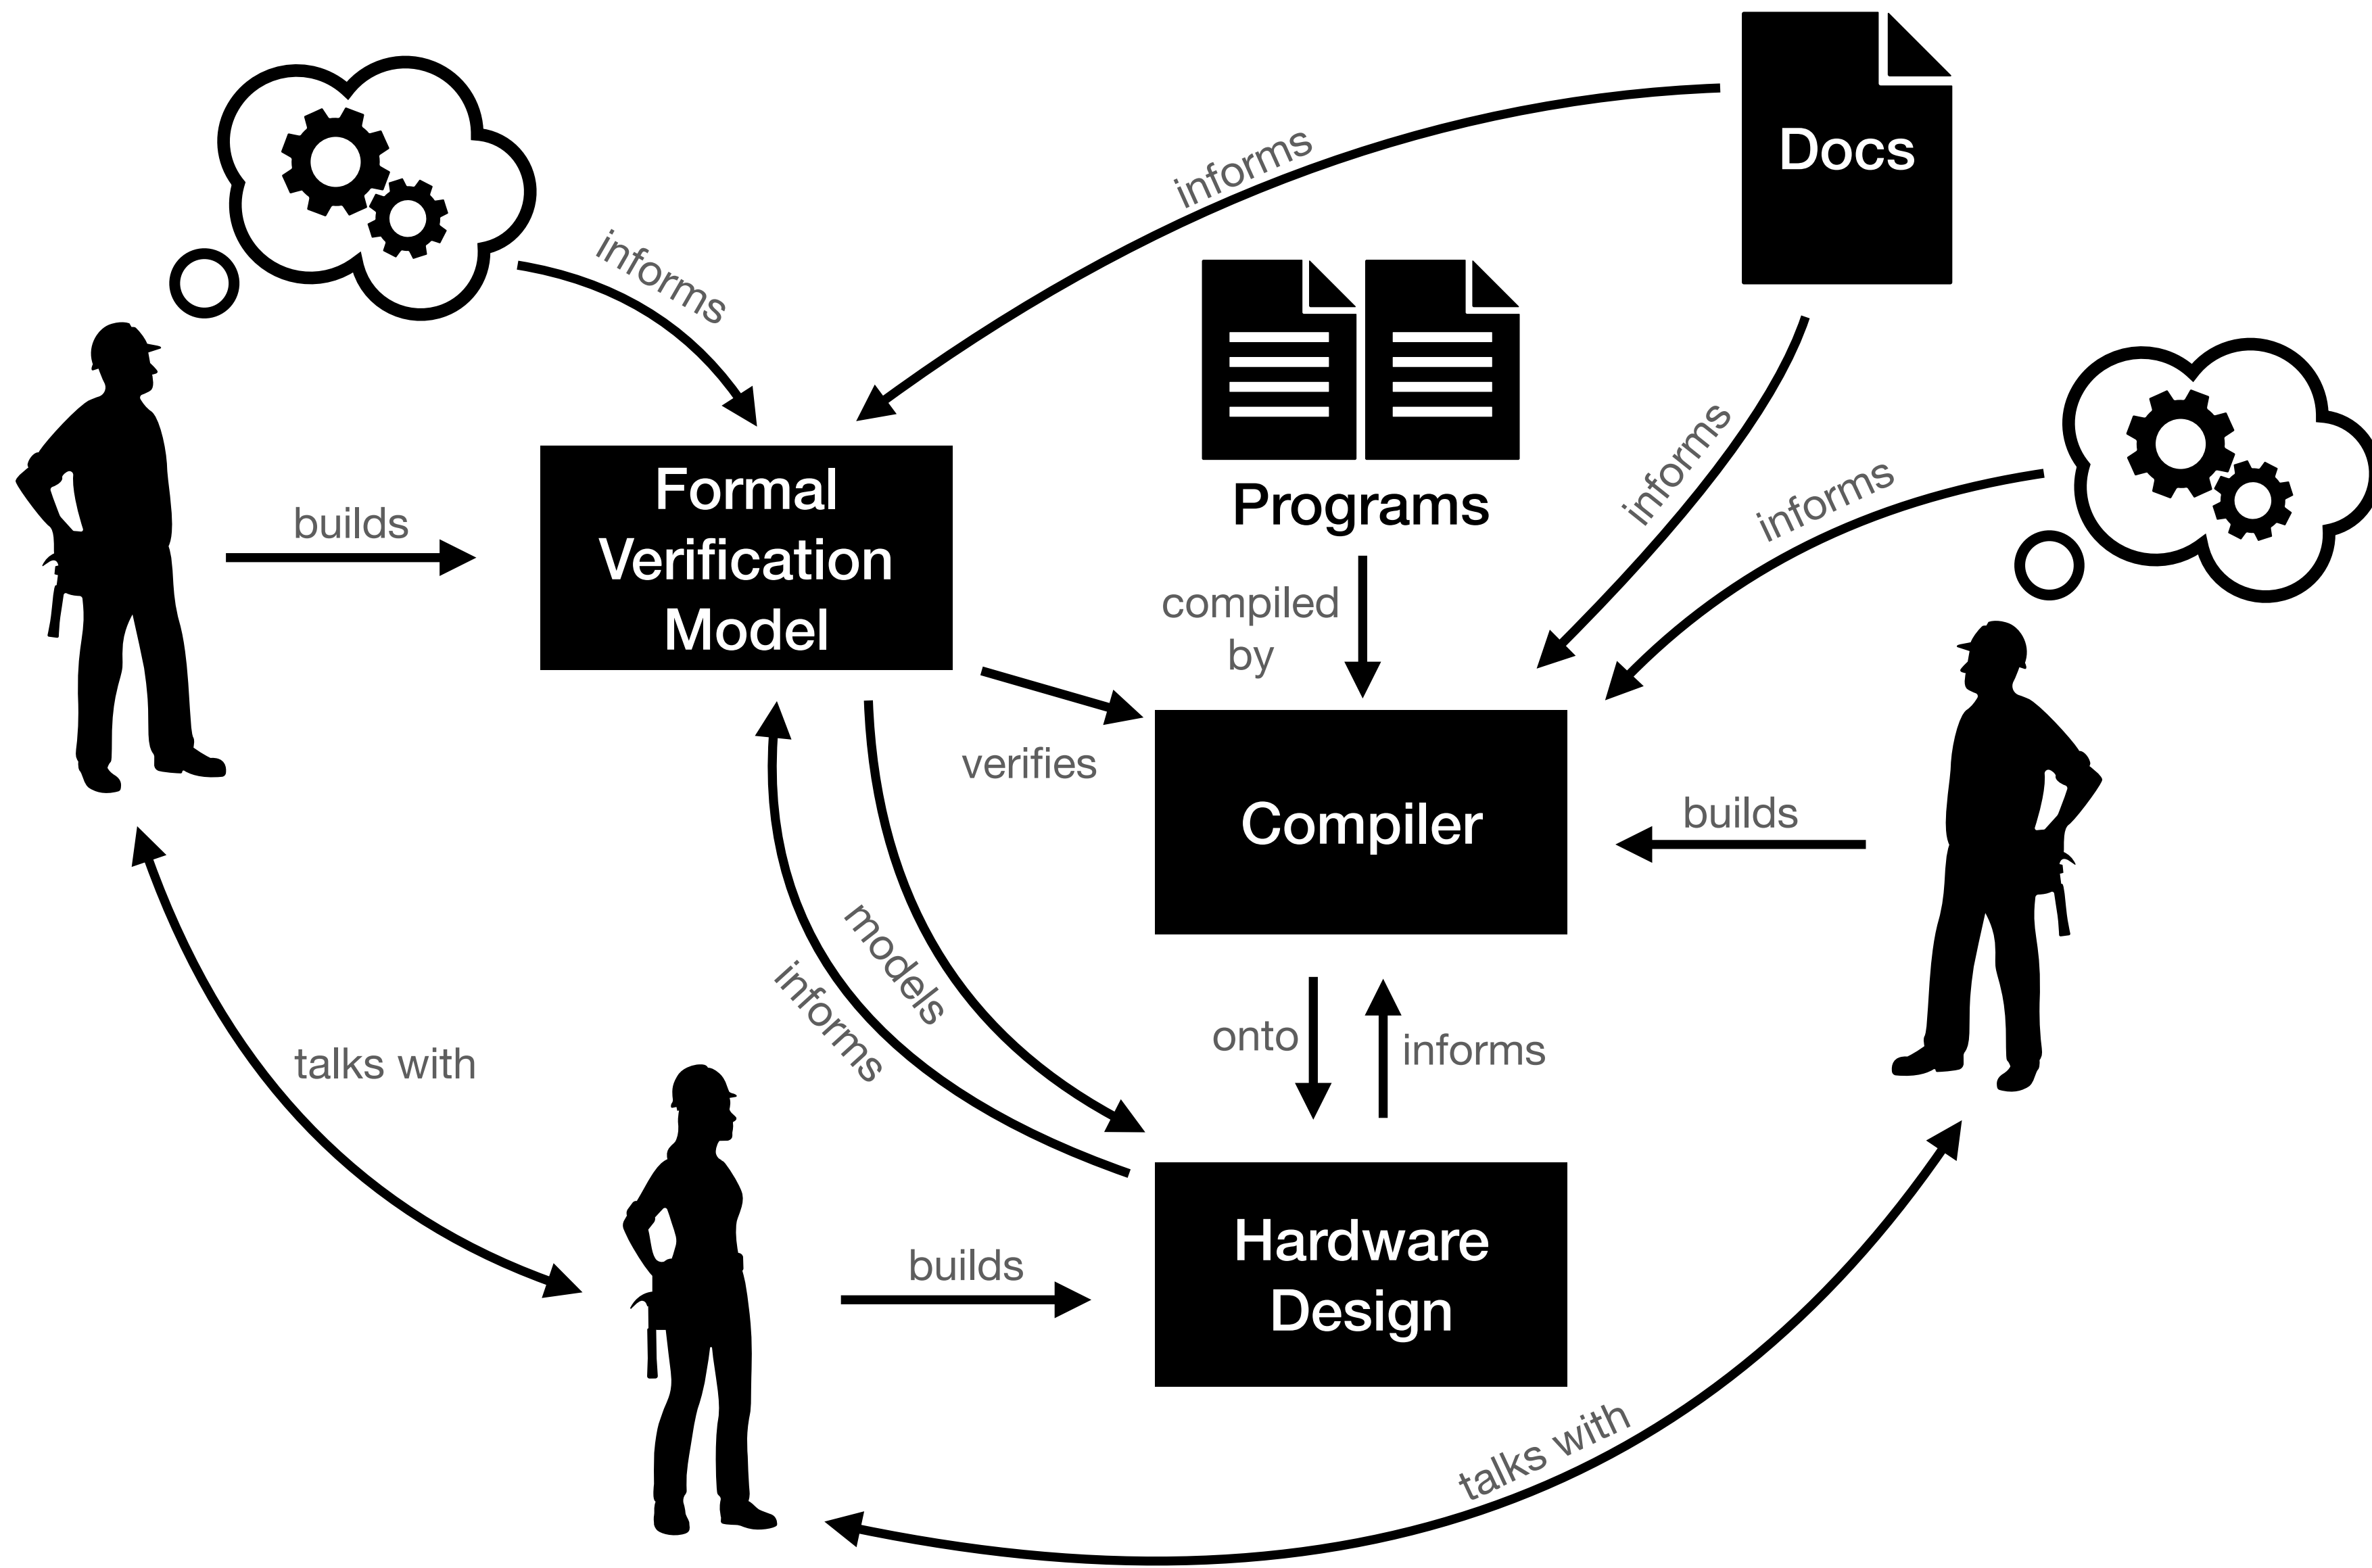 Docs
informs
informs
Programs
informs
informs
Formal
Verification
Model
builds
compiled
by
verifies
Compiler
builds
models
informs
onto
informs
talks with
builds
Hardware
Design
talks with